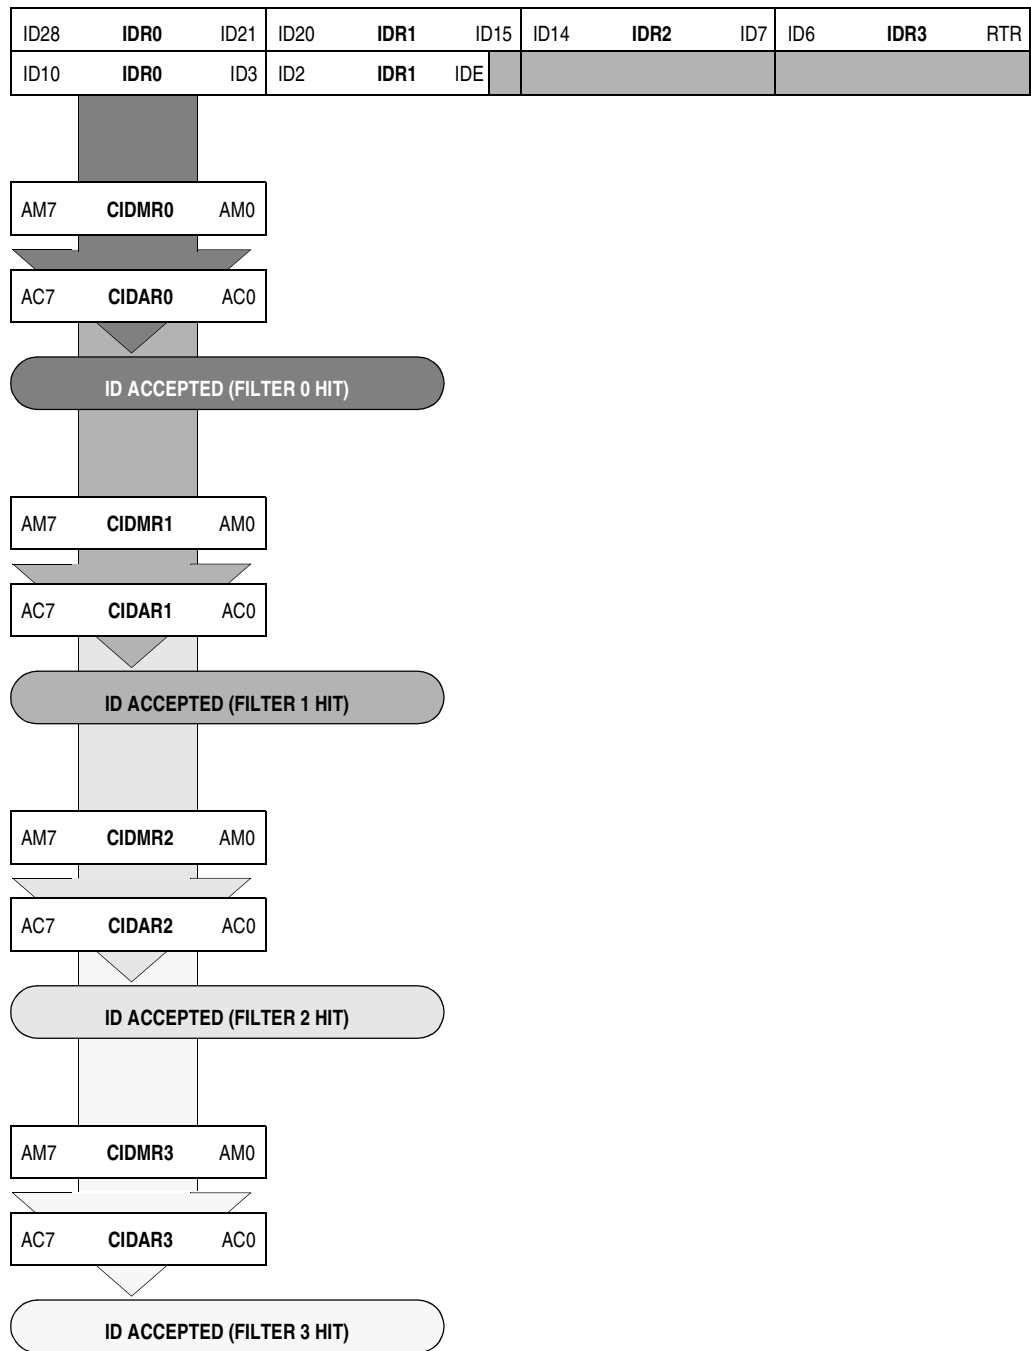 ID28 IDR0 ID21 ID20 IDR1 ID15 ID14 IDR2 ID7 ID6 IDR3 RTR
ID10 IDR0 ID3 ID2 IDR1 IDE
AM7 CIDMR0 AM0
AC7 CIDAR0 AC0
ID ACCEPTED (FILTER 0 HIT)
AM7 CIDMR1 AM0
AC7 CIDAR1 AC0
ID ACCEPTED (FILTER 1 HIT)
AM7 CIDMR2 AM0
AC7 CIDAR2 AC0
ID ACCEPTED (FILTER 2 HIT)
AM7 CIDMR3 AM0
AC7 CIDAR3 AC0
ID ACCEPTED (FILTER 3 HIT)